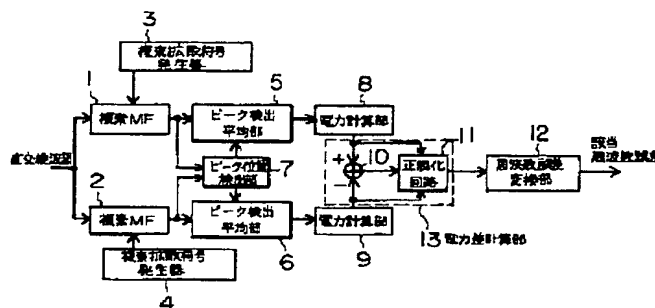 3
複素拡散符号
発生器
1
複素MF
5
ピーク検出
平均部
8
電力計算部
直交検波部
ピーク位置
検出部
7
+
10
-
11
正規化
回路
12
周波数誤差
変換部
該当
周波数誤差
2
複素MF
ピーク検出
平均部
6
電力計算部
9
13 電力差計算部
複素拡散符号
発生器
4